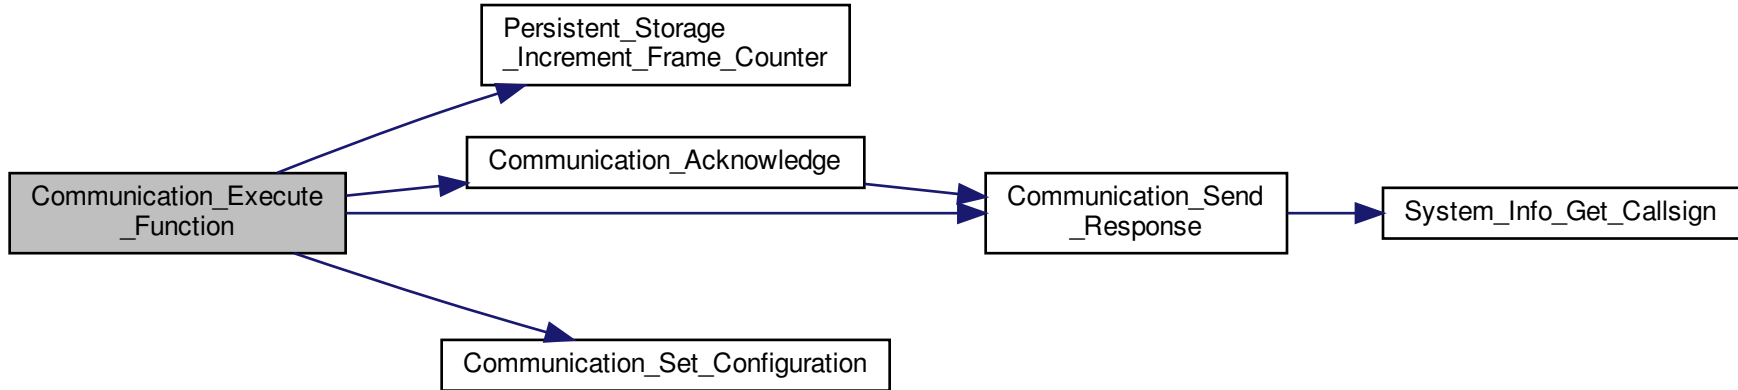 Persistent_Storage
_Increment_Frame_Counter
Communication_Acknowledge
Communication_Execute
_Function
Communication_Send
_Response
System_Info_Get_Callsign
Communication_Set_Configuration